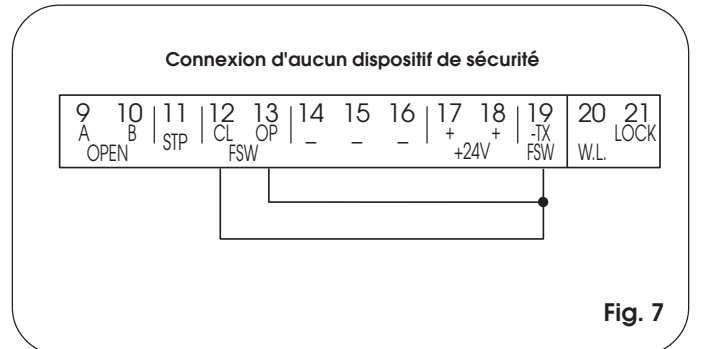 Connexion d'aucun dispositif de sécurité
9 10 11 12 13 14 15 16 17 18 19 20 21
A B STP CL OP – – – + + -TX LOCK
OPEN FSW +24V FSW W.L.
Fig. 7